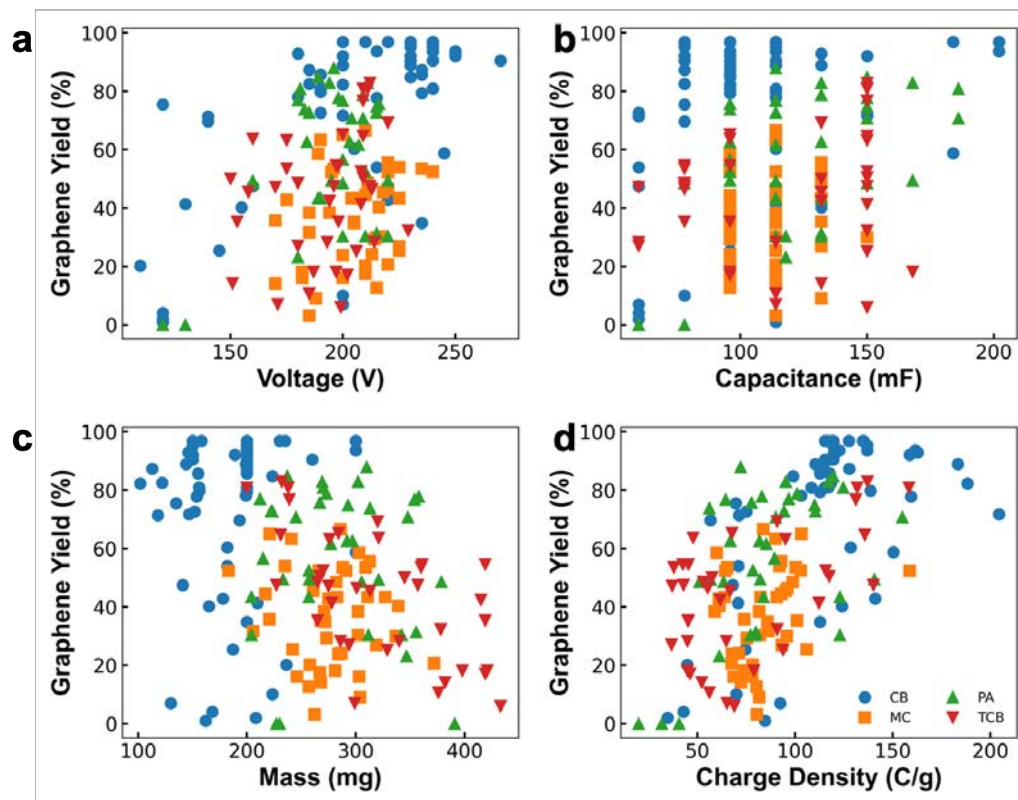 a
100
80
60
40
20
0
Graphene Yield (%)
150 200 250
Voltage (V)
b
100
80
60
40
20
0
Graphene Yield (%)
100 150 200
Capacitance (mF)
c
100
80
60
40
20
0
Graphene Yield (%)
100 200 300 400
Mass (mg)
d
100
80
60
40
20
0
Graphene Yield (%)
CB PA
MC TCB
50 100 150 200
Charge Density (C/g)